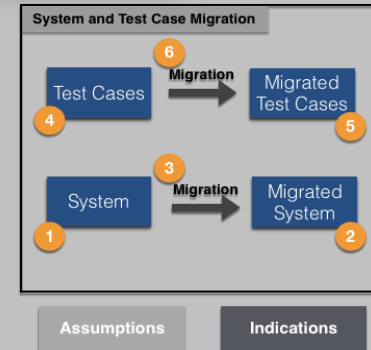 System and Test Case Migration
6
Migration
Test Cases
Migrated
Test Cases
4
5
3
Migration
System
Migrated
System
1
2
Assumptions
Indications